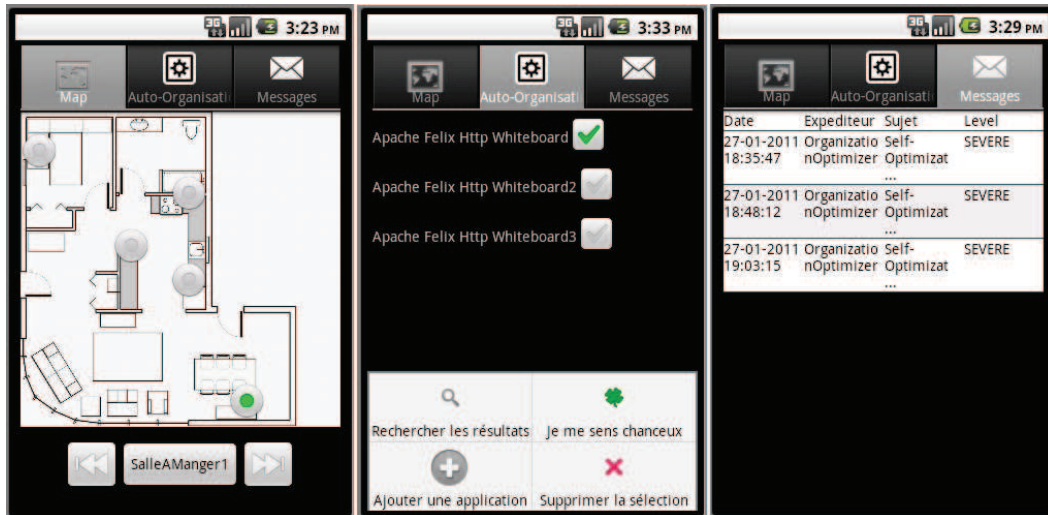 3G 3:23 PM
Map Auto-Organisati Messages
SalleAManger1
3G 3:33 PM
Map Auto-Organisati Messages
Apache Felix Http Whiteboard
Apache Felix Http Whiteboard2
Apache Felix Http Whiteboard3
Rechercher les résultats Je me sens chanceux
Ajouter une application Supprimer la sélection
3G 3:29 PM
Map Auto-Organisati Messages
Date Expediteur Sujet Level
27-01-2011 Organizatio Self- SEVERE
18:35:47 nOptimizer Optimizat
...
27-01-2011 Organizatio Self- SEVERE
18:48:12 nOptimizer Optimizat
...
27-01-2011 Organizatio Self- SEVERE
19:03:15 nOptimizer Optimizat
...